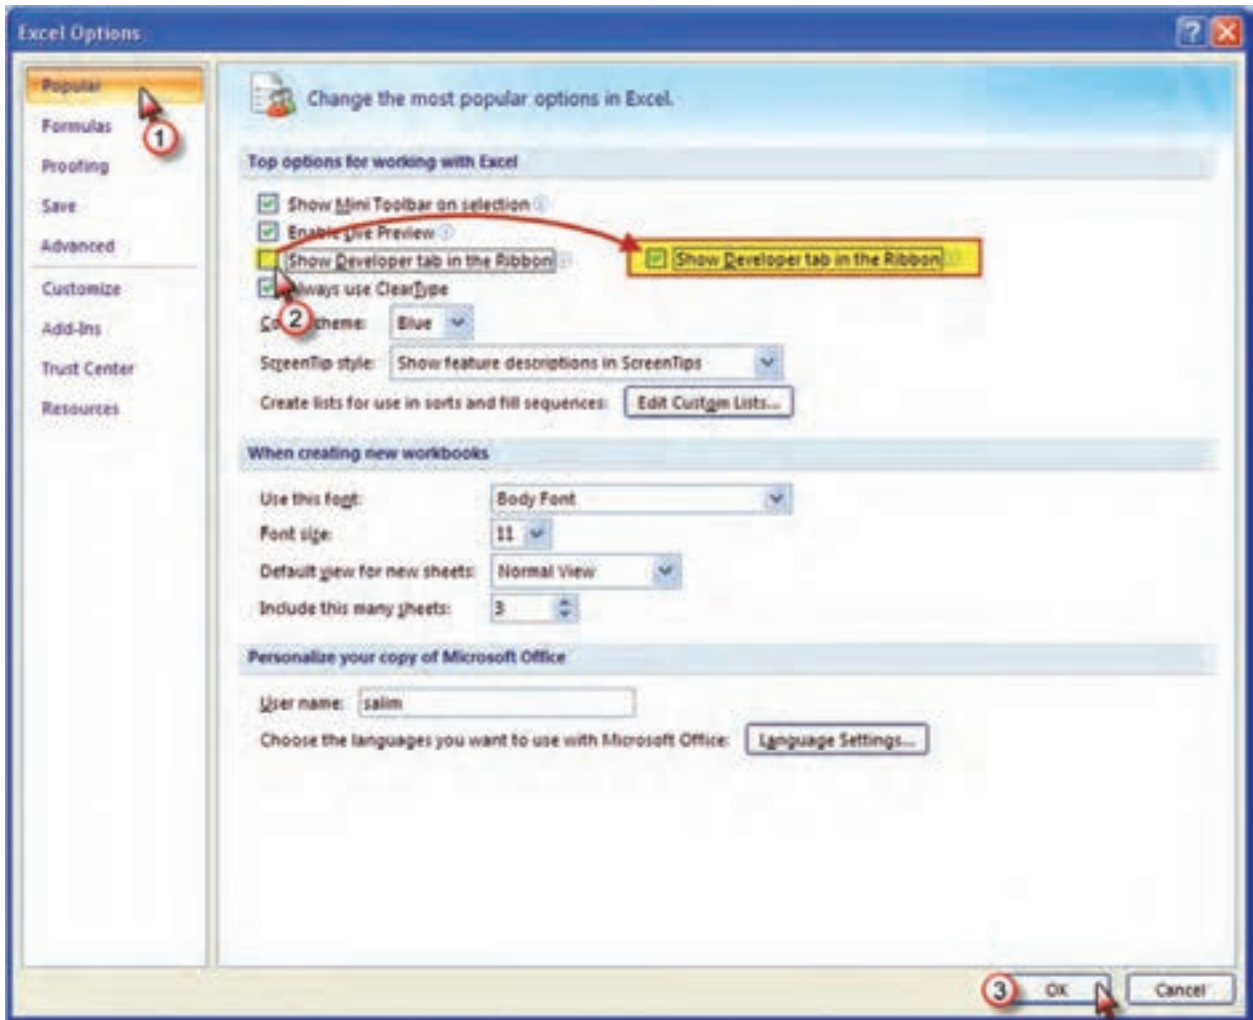 Excel Options
Popular
1
Formulas
Proofing
Save
Advanced
Customize
Add-Ins
Trust Center
Resources
Change the most popular options in Excel.
Top options for working with Excel
Show Mini Toolbar on selection
Enable Live Preview
Show Developer tab in the Ribbon
Show Developer tab in the Ribbon
Always use ClearType
2
scheme: Blue
ScreenTip style: Show feature descriptions in ScreenTips
Create lists for use in sorts and fill sequences: Edit Custom Lists...
When creating new workbooks
Use this font: Body Font
Font size: 11
Default view for new sheets: Normal View
Include this many sheets: 3
Personalize your copy of Microsoft Office
User name: salim
Choose the languages you want to use with Microsoft Office: Language Settings...
3 OK Cancel